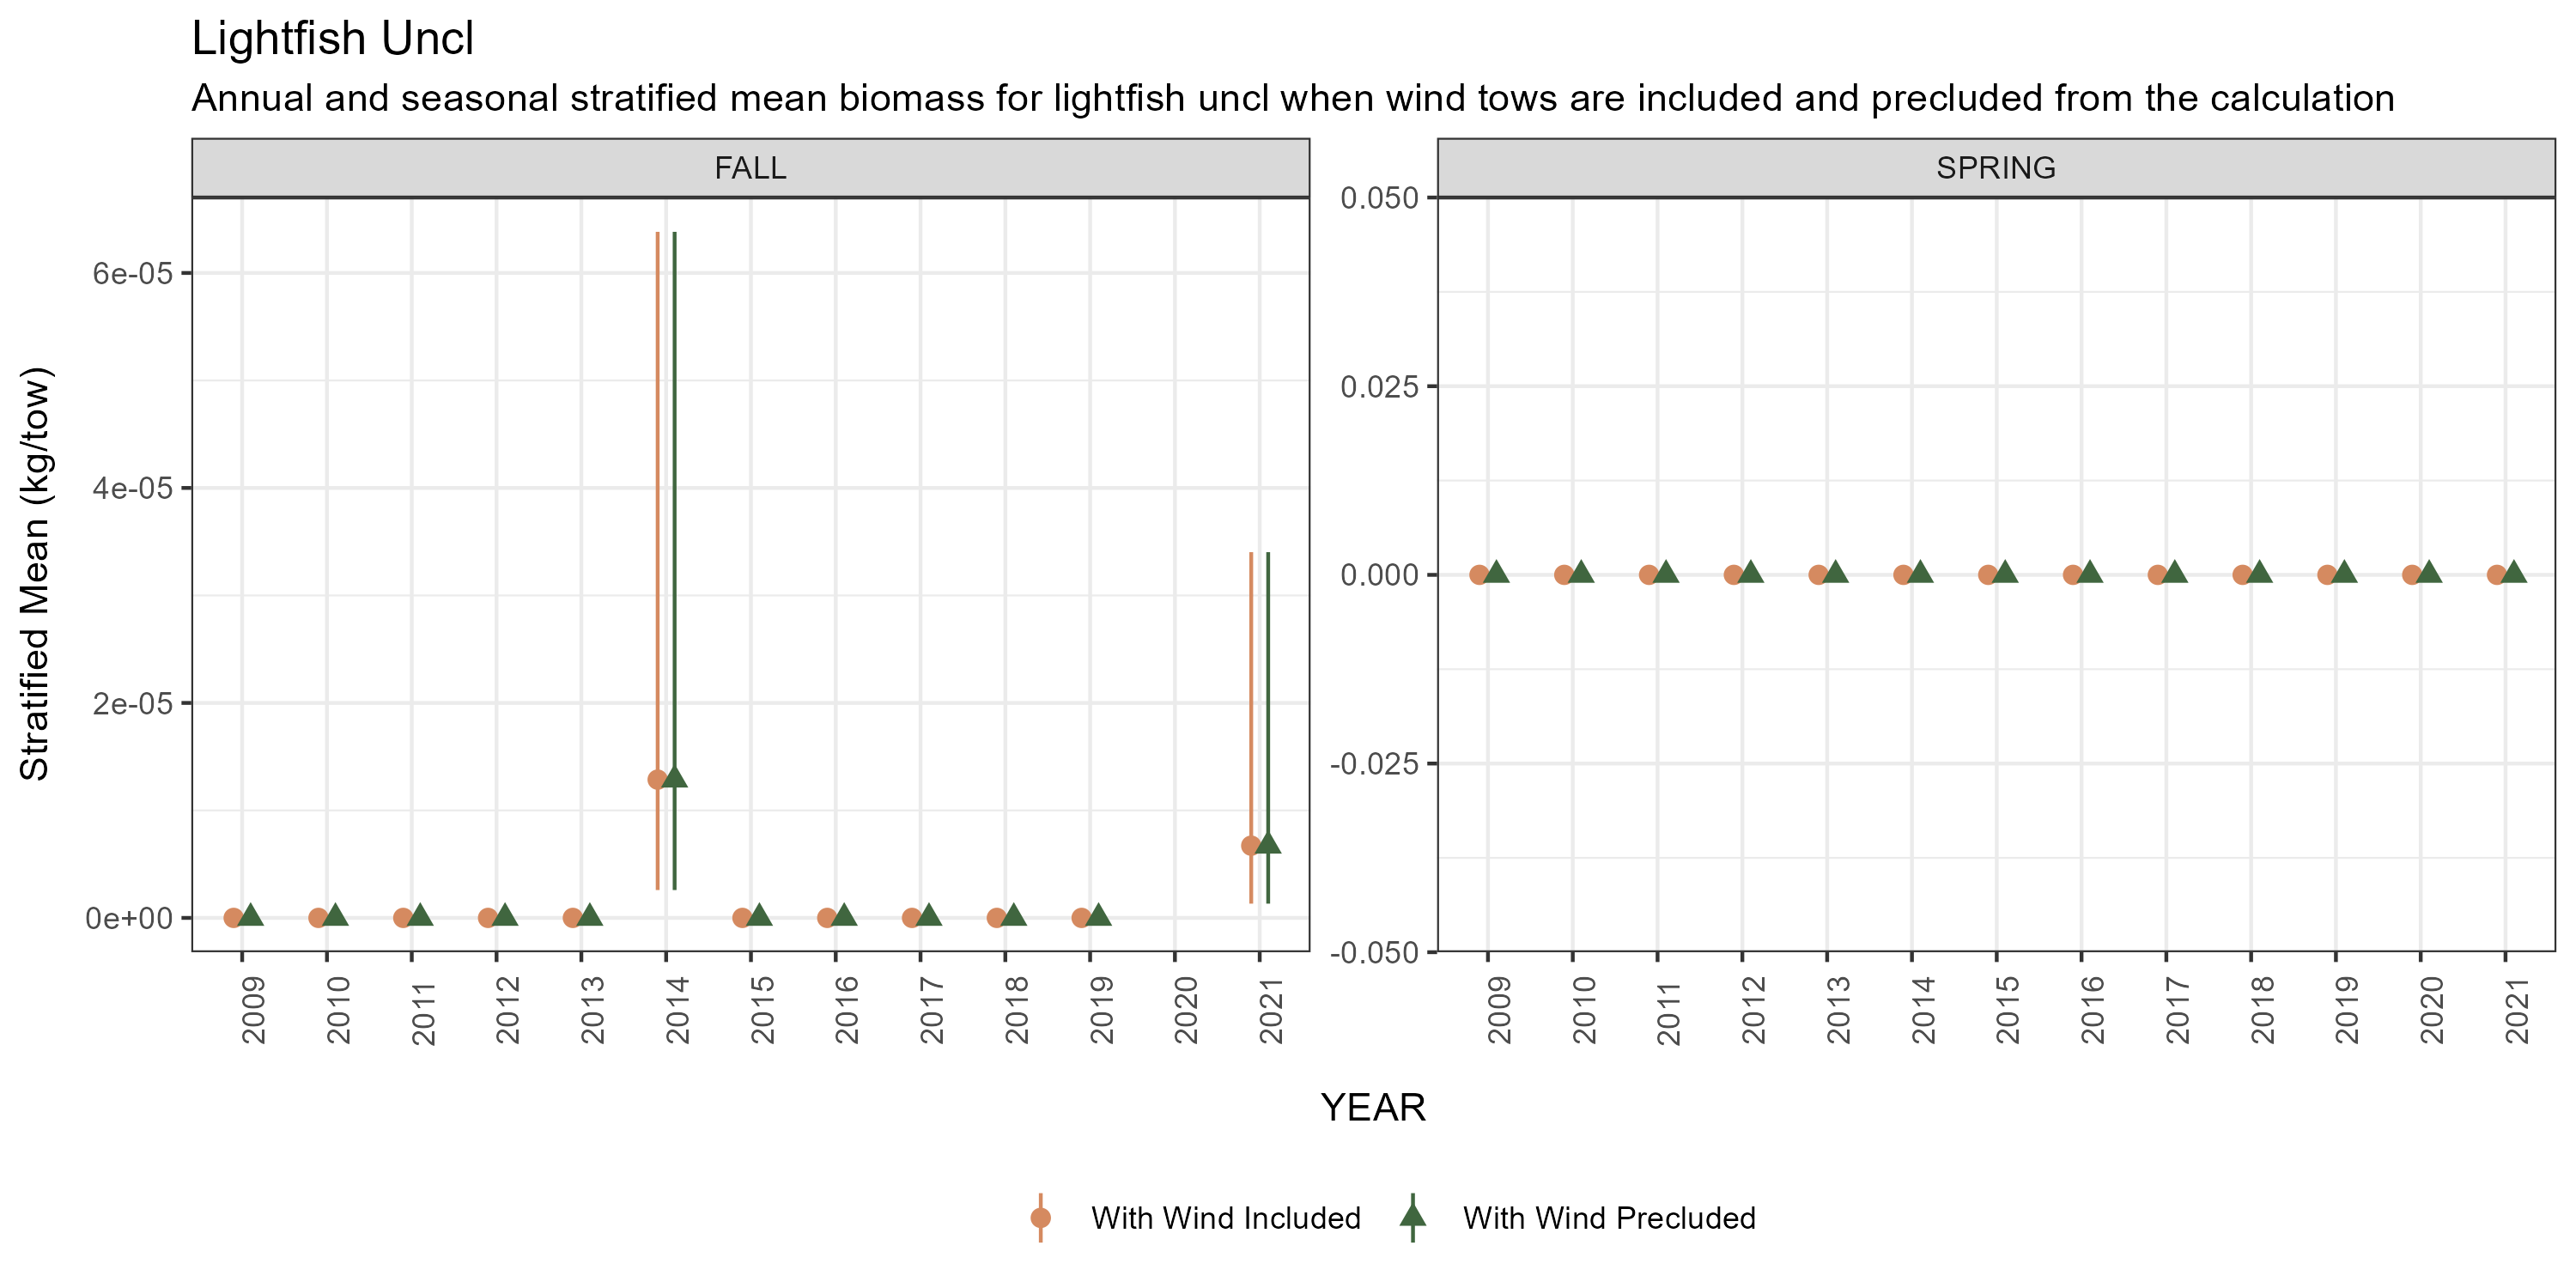 Lightfish Uncl
Annual and seasonal stratified mean biomass for lightfish uncl when wind tows are included and precluded from the calculation
FALL
SPRING
Stratified Mean (kg/tow)
6e-05
4e-05
2e-05
0e+00
0.050
0.025
0.000
-0.025
-0.050
2009 2010 2011 2012 2013 2014 2015 2016 2017 2018 2019 2020 2021
2009 2010 2011 2012 2013 2014 2015 2016 2017 2018 2019 2020 2021
YEAR
With Wind Included
With Wind Precluded